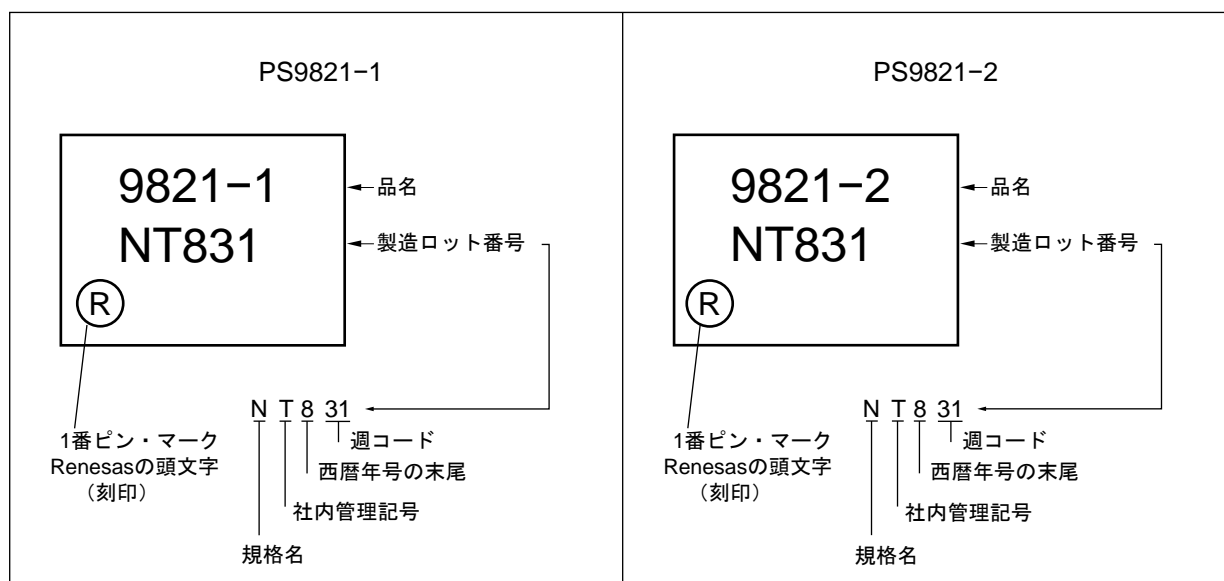 PS9821−1
9821−1
品名
NT831
製造ロット番号
R
N T 8 31
1番ピン・マーク
Renesasの頭文字
（刻印）
週コード
西暦年号の末尾
社内管理記号
規格名
PS9821−2
9821−2
品名
NT831
製造ロット番号
R
N T 8 31
1番ピン・マーク
Renesasの頭文字
（刻印）
週コード
西暦年号の末尾
社内管理記号
規格名